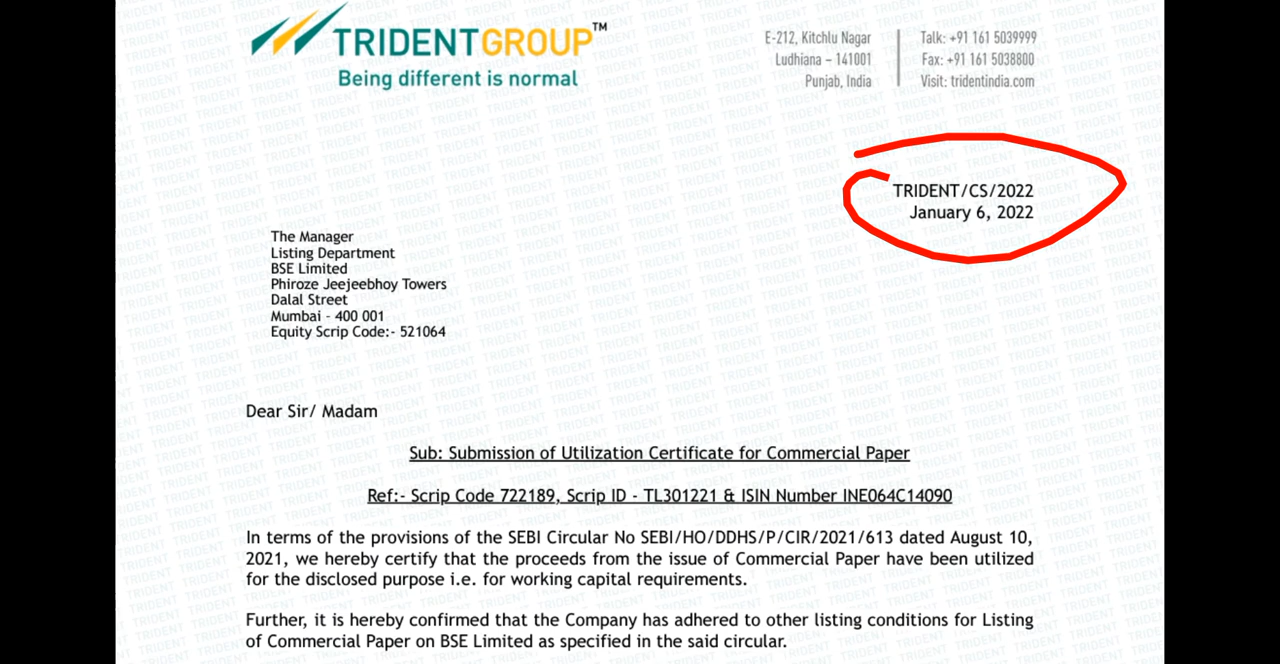 TRIDENTGROUP™
Being different is normal
E-212, Kitchlu Nagar
Ludhiana – 141001
Punjab, India
Talk: +91 161 5039999
Fax: +91 161 5038800
Visit: tridentindia.com
TRIDENT/CS/2022
January 6, 2022
The Manager
Listing Department
BSE Limited
Phiroze Jeejeebhoy Towers
Dalal Street
Mumbai - 400 001
Equity Scrip Code:- 521064
Dear Sir/ Madam
Sub: Submission of Utilization Certificate for Commercial Paper
Ref:- Scrip Code 722189, Scrip ID - TL301221 & ISIN Number INE064C14090
In terms of the provisions of the SEBI Circular No SEBI/HO/DDHS/P/CIR/2021/613 dated August 10,
2021, we hereby certify that the proceeds from the issue of Commercial Paper have been utilized
for the disclosed purpose i.e. for working capital requirements.
Further, it is hereby confirmed that the Company has adhered to other listing conditions for Listing
of Commercial Paper on BSE Limited as specified in the said circular.